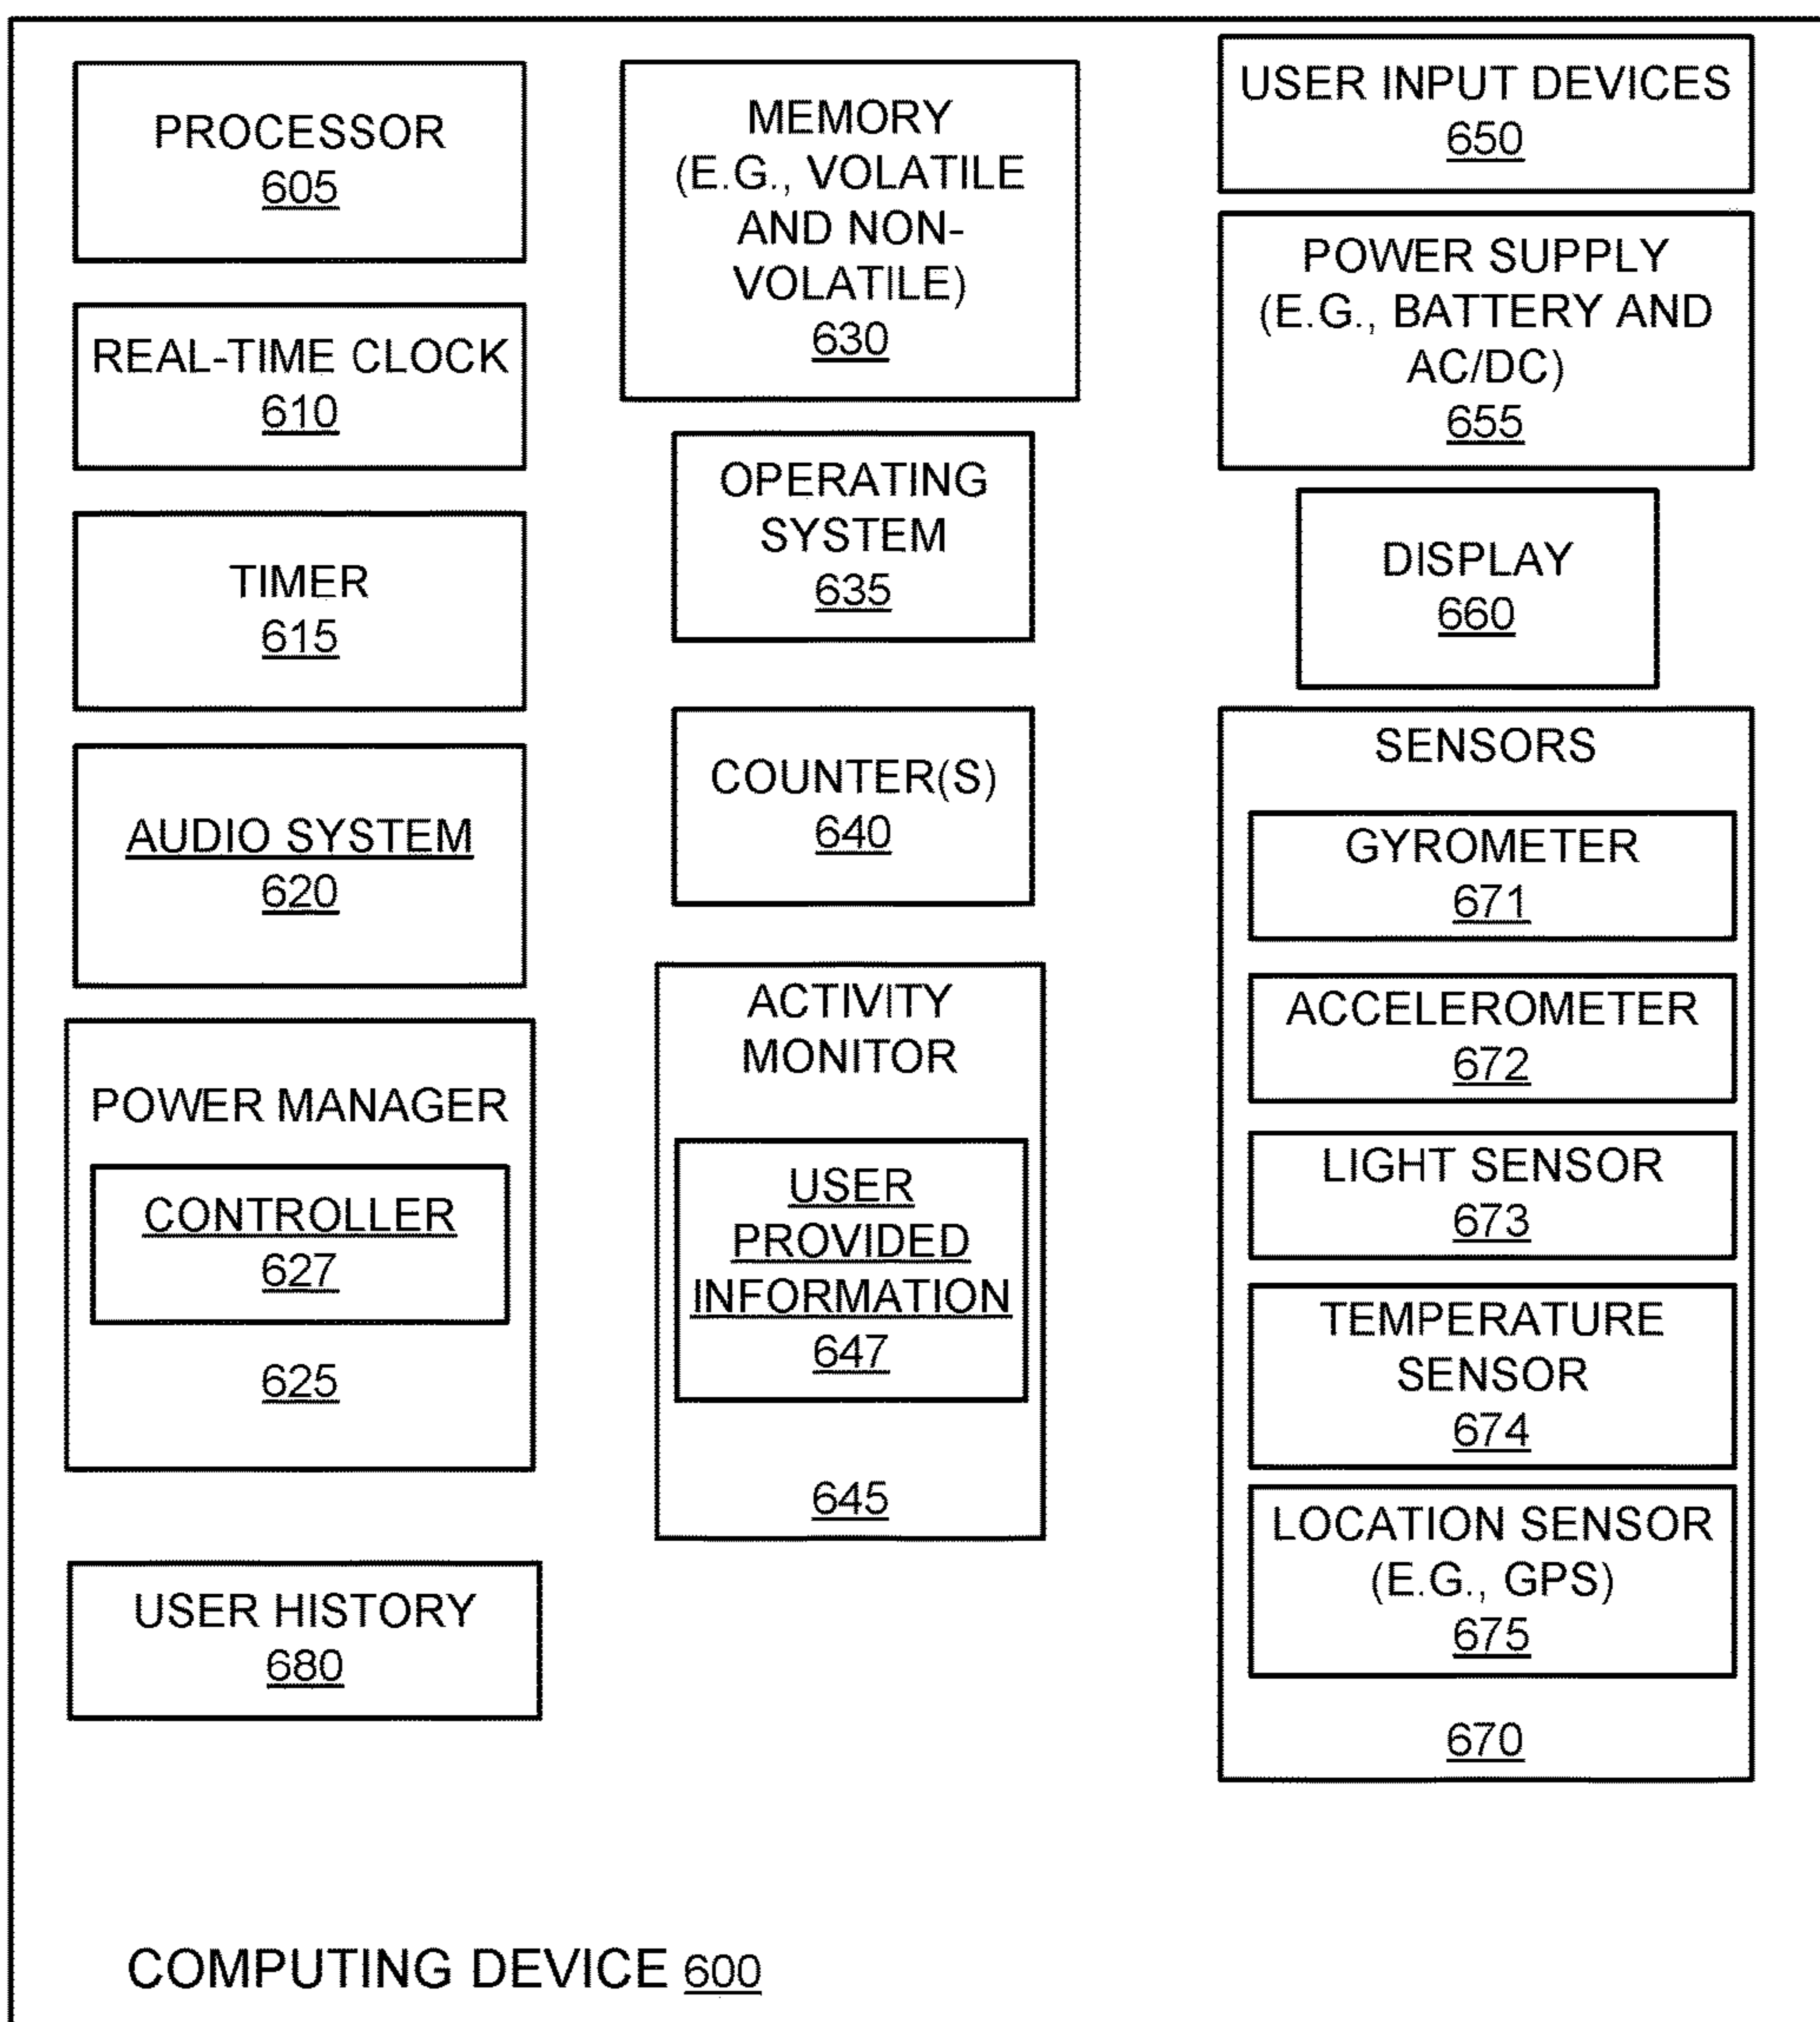 PROCESSOR
605
REAL-TIME CLOCK
610
TIMER
615
AUDIO SYSTEM
620
POWER MANAGER
CONTROLLER
627
625
USER HISTORY
680
MEMORY
(E.G., VOLATILE
AND NON-
VOLATILE)
630
OPERATING
SYSTEM
635
COUNTER(S)
640
ACTIVITY
MONITOR
USER
PROVIDED
INFORMATION
647
645
USER INPUT DEVICES
650
POWER SUPPLY
(E.G., BATTERY AND
AC/DC)
655
DISPLAY
660
SENSORS
GYROMETER
671
ACCELEROMETER
672
LIGHT SENSOR
673
TEMPERATURE
SENSOR
674
LOCATION SENSOR
(E.G., GPS)
675
670
COMPUTING DEVICE 600